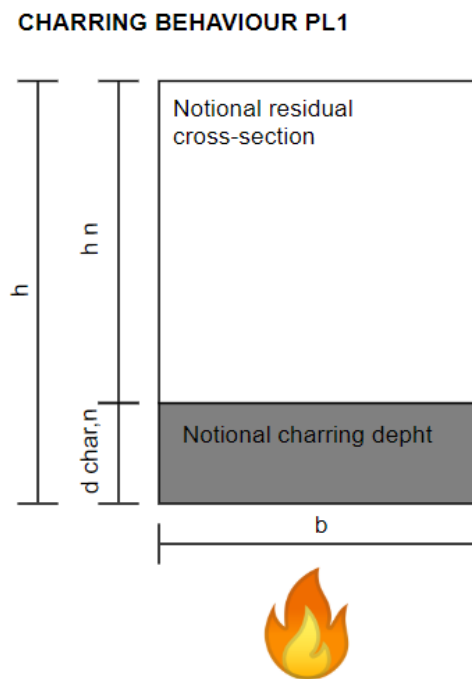 CHARRING BEHAVIOUR PL1
Notional residual
cross-section
h n
h
d char,n
Notional charring depht
b